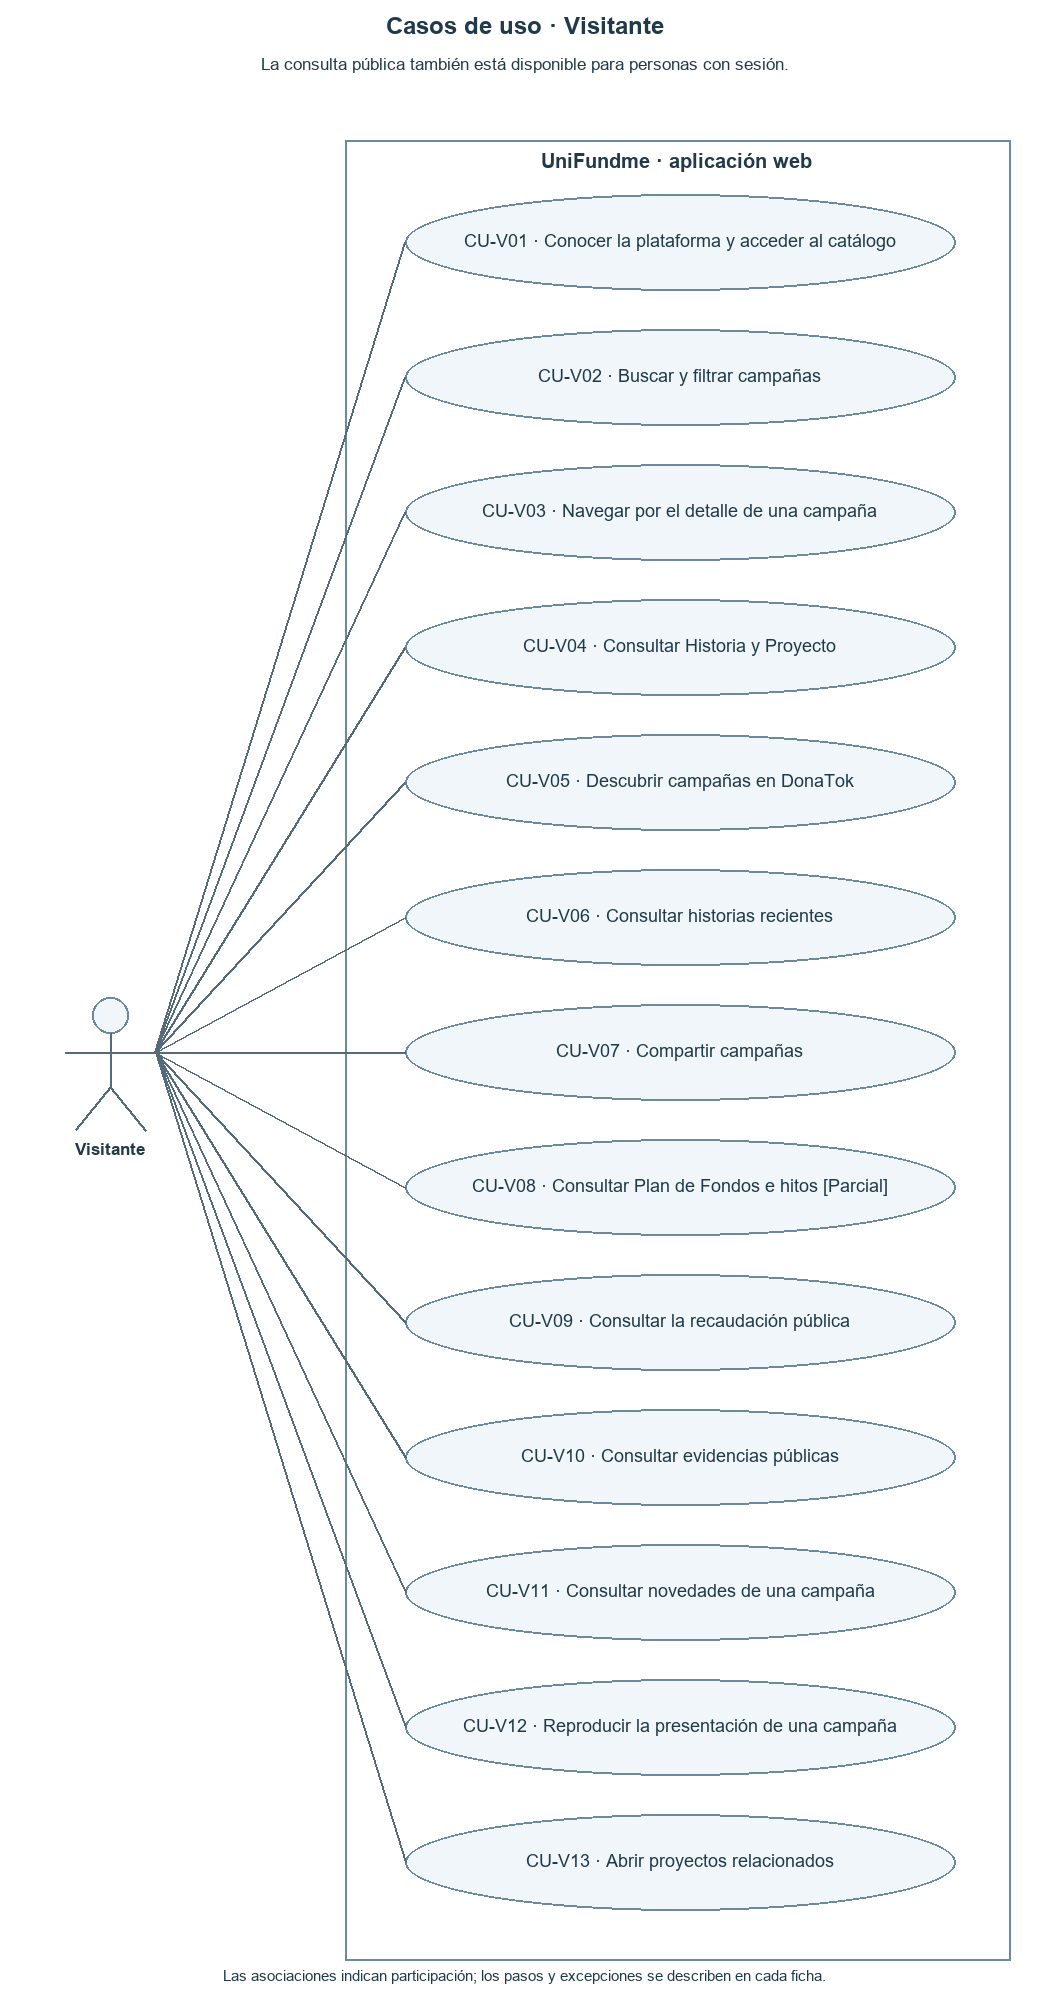 Casos de uso · Visitante
La consulta pública también está disponible para personas con sesión.
UniFundme · aplicación web
CU-V01 · Conocer la plataforma y acceder al catálogo
CU-V02 · Buscar y filtrar campañas
CU-V03 · Navegar por el detalle de una campaña
CU-V04 · Consultar Historia y Proyecto
CU-V05 · Descubrir campañas en DonaTok
CU-V06 · Consultar historias recientes
CU-V07 · Compartir campañas
Visitante
CU-V08 · Consultar Plan de Fondos e hitos [Parcial]
CU-V09 · Consultar la recaudación pública
CU-V10 · Consultar evidencias públicas
CU-V11 · Consultar novedades de una campaña
CU-V12 · Reproducir la presentación de una campaña
CU-V13 · Abrir proyectos relacionados
Las asociaciones indican participación; los pasos y excepciones se describen en cada ficha.